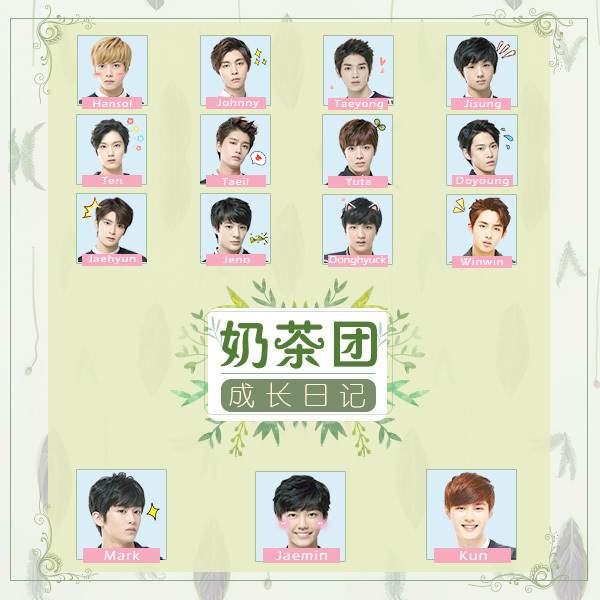 Hansol
Johnny
Taeyong
Jisung
Ten
Taeil
Yuta
Doyoung
Jaehyun
Jeno
Donghyuck
Winwin
奶茶团
成长日记
Mark
Jaemin
Kun